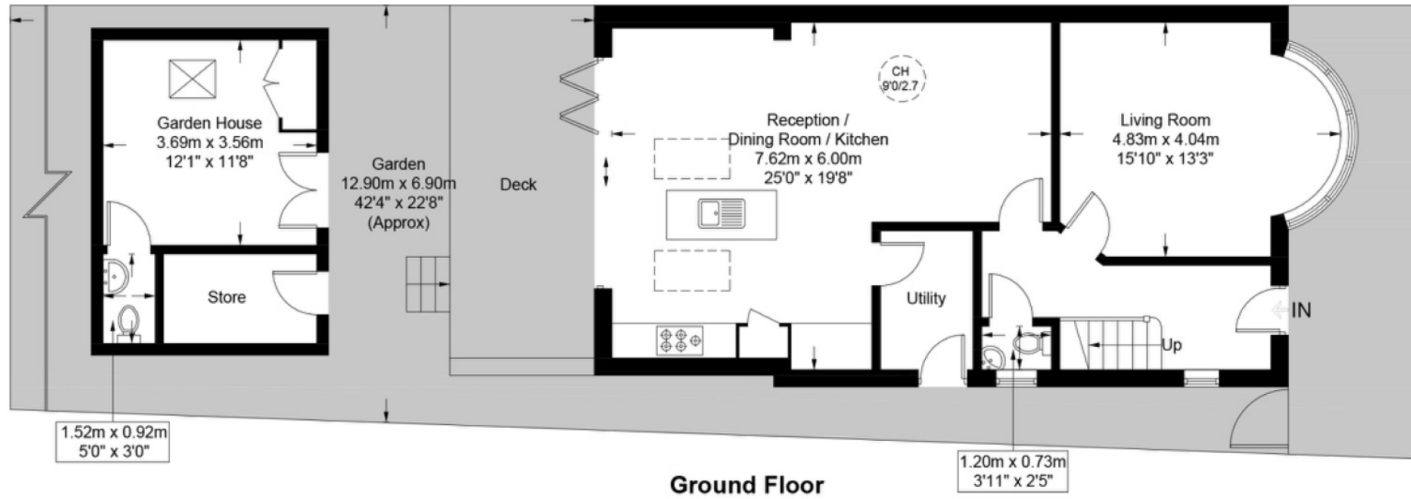 Garden House
3.69m x 3.56m
12'1" x 11'8"
Store
1.52m x 0.92m
5'0" x 3'0"
Garden
12.90m x 6.90m
42'4" x 22'8"
(Approx)
Deck
CH
9'0/2.7
Reception /
Dining Room / Kitchen
7.62m x 6.00m
25'0" x 19'8"
Living Room
4.83m x 4.04m
15'10" x 13'3"
Utility
Up
IN
1.20m x 0.73m
3'11" x 2'5"
Ground Floor